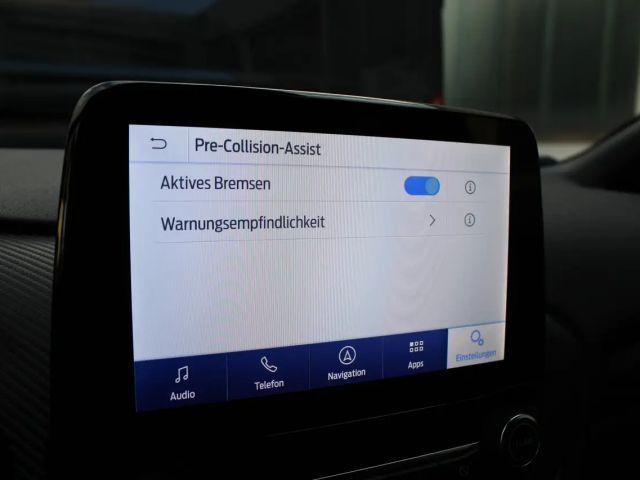 Pre-Collision-Assist
Aktives Bremsen
Warnungsempfindlichkeit
Audio
Telefon
Navigation
Apps
Einstellungen